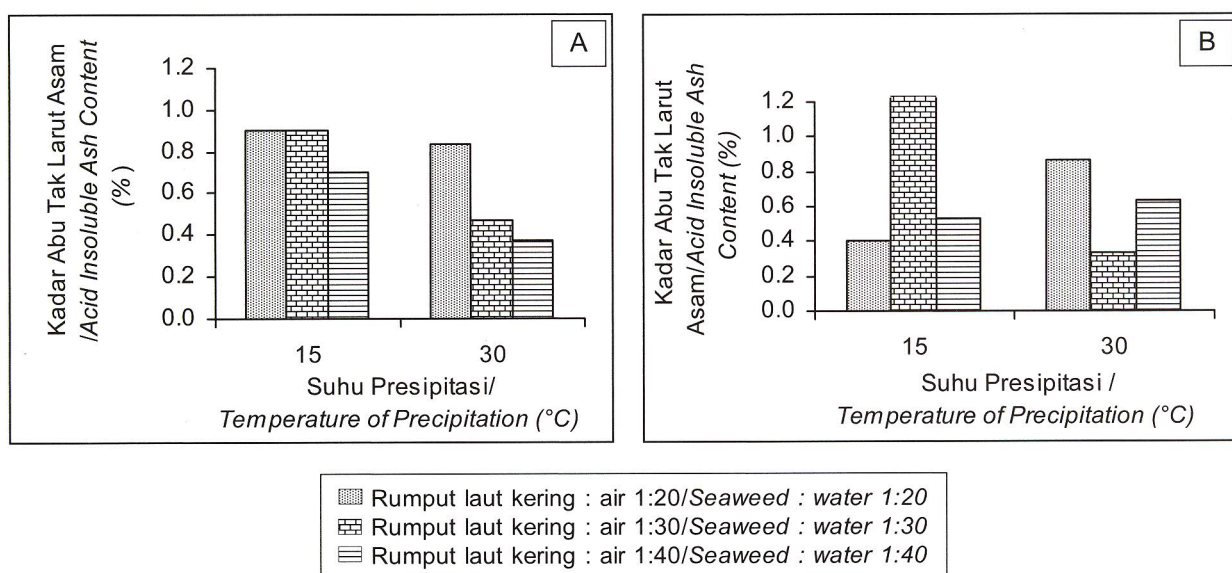 A
Kadar Abu Tak Larut Asam
/Acid Insoluble Ash Content
(%)
1.2
1.0
0.8
0.6
0.4
0.2
0.0
15
30
Suhu Presipitasi/
Temperature of Precipitation (°C)
B
Kadar Abu Tak Larut
Asam/Acid Insoluble Ash
Content (%)
1.2
1.0
0.8
0.6
0.4
0.2
0.0
15
30
Suhu Presipitasi /
Temperature of Precipitation (°C)
Rumput laut kering : air 1:20/Seaweed : water 1:20
Rumput laut kering : air 1:30/Seaweed : water 1:30
Rumput laut kering : air 1:40/Seaweed : water 1:40